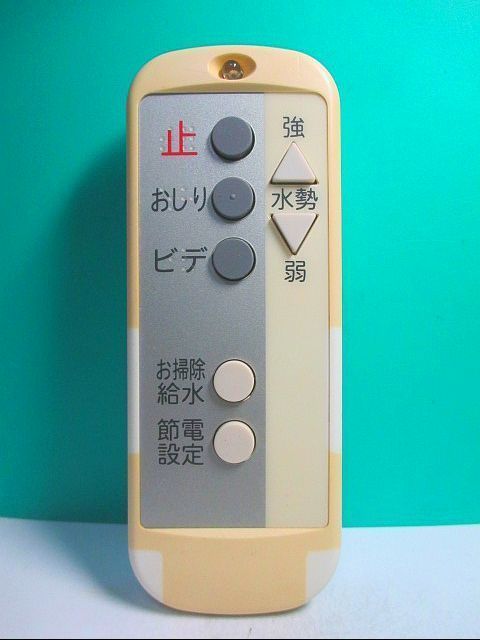 止
おしり
ビデ
強
水勢
弱
お掃除
給水
節電
設定